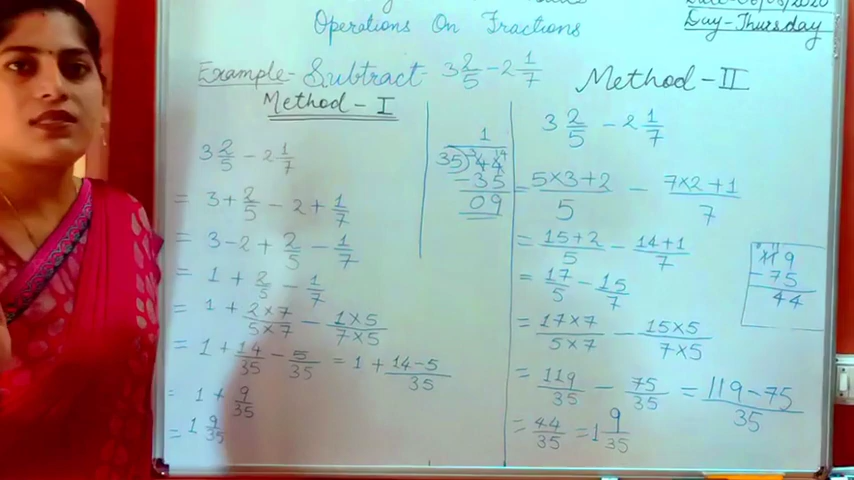 Operations On Fractions
Day-Thursday
Example- Subtract- 3 2/5 - 2 1/7
Method - I
3 2/5 - 2 1/7
= 3 + 2/5 - 2 + 1/7
= 3 - 2 + 2/5 - 1/7
= 1 + 2/5 - 1/7
= 1 + 2×7/5×7 - 1×5/7×5
= 1 + 14/35 - 5/35 = 1 + 14-5/35
= 1 + 9/35
= 1 9/35
1
35) 44
- 35
09
Method - II
3 2/5 - 2 1/7
= 5×3+2/5 - 7×2+1/7
= 15+2/5 - 14+1/7
= 17/5 - 15/7
= 17×7/5×7 - 15×5/7×5
= 119/35 - 75/35 = 119-75/35
= 44/35 = 1 9/35
119
- 75
44